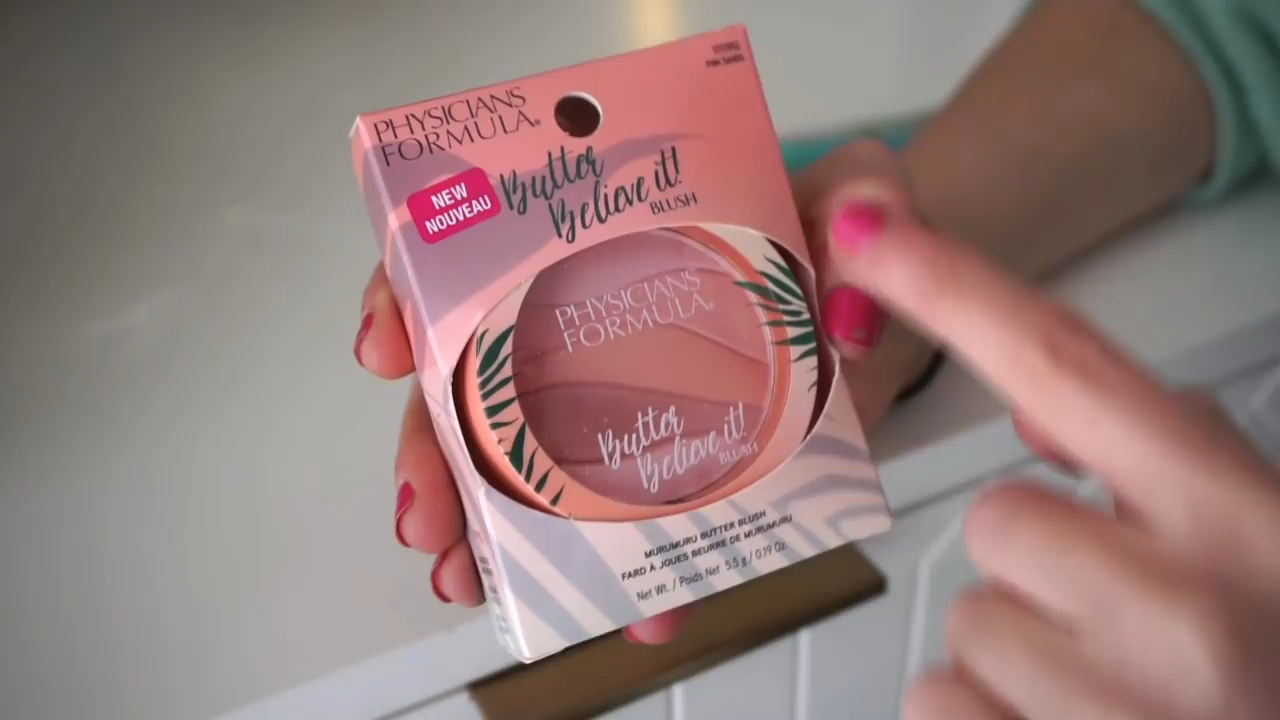 PHYSICIANS
FORMULA®
NEW
NOUVEAU
Butter
Believe it!
BLUSH
PHYSICIANS
FORMULA®
Butter
Believe it!
BLUSH
MURUMURU BUTTER BLUSH
FARD À JOUES BEURRE DE MURUMURU
Net Wt. / Poids Net 5.5 g / 0.19 Oz.